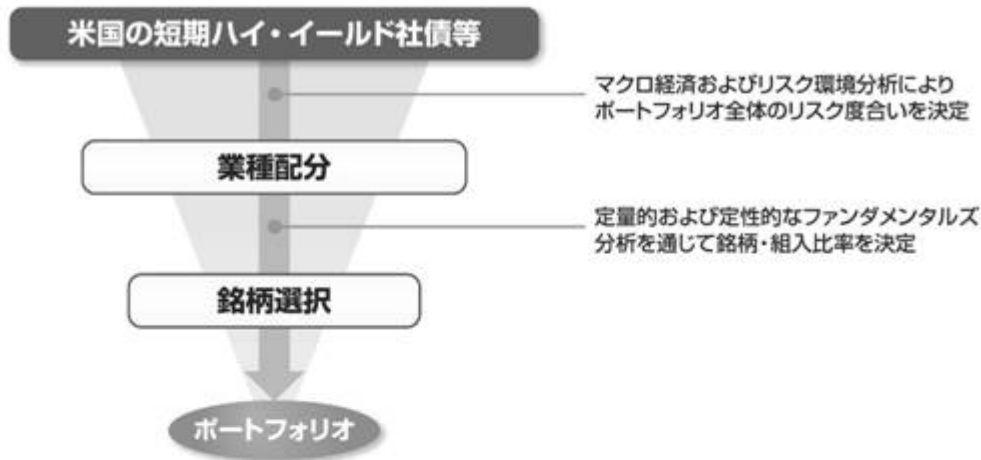 米国の短期ハイ・イールド社債等
マクロ経済およびリスク環境分析により
ポートフォリオ全体のリスク度合いを決定
業種配分
定量的および定性的なファンダメンタルズ
分析を通じて銘柄・組入比率を決定
銘柄選択
ポートフォリオ